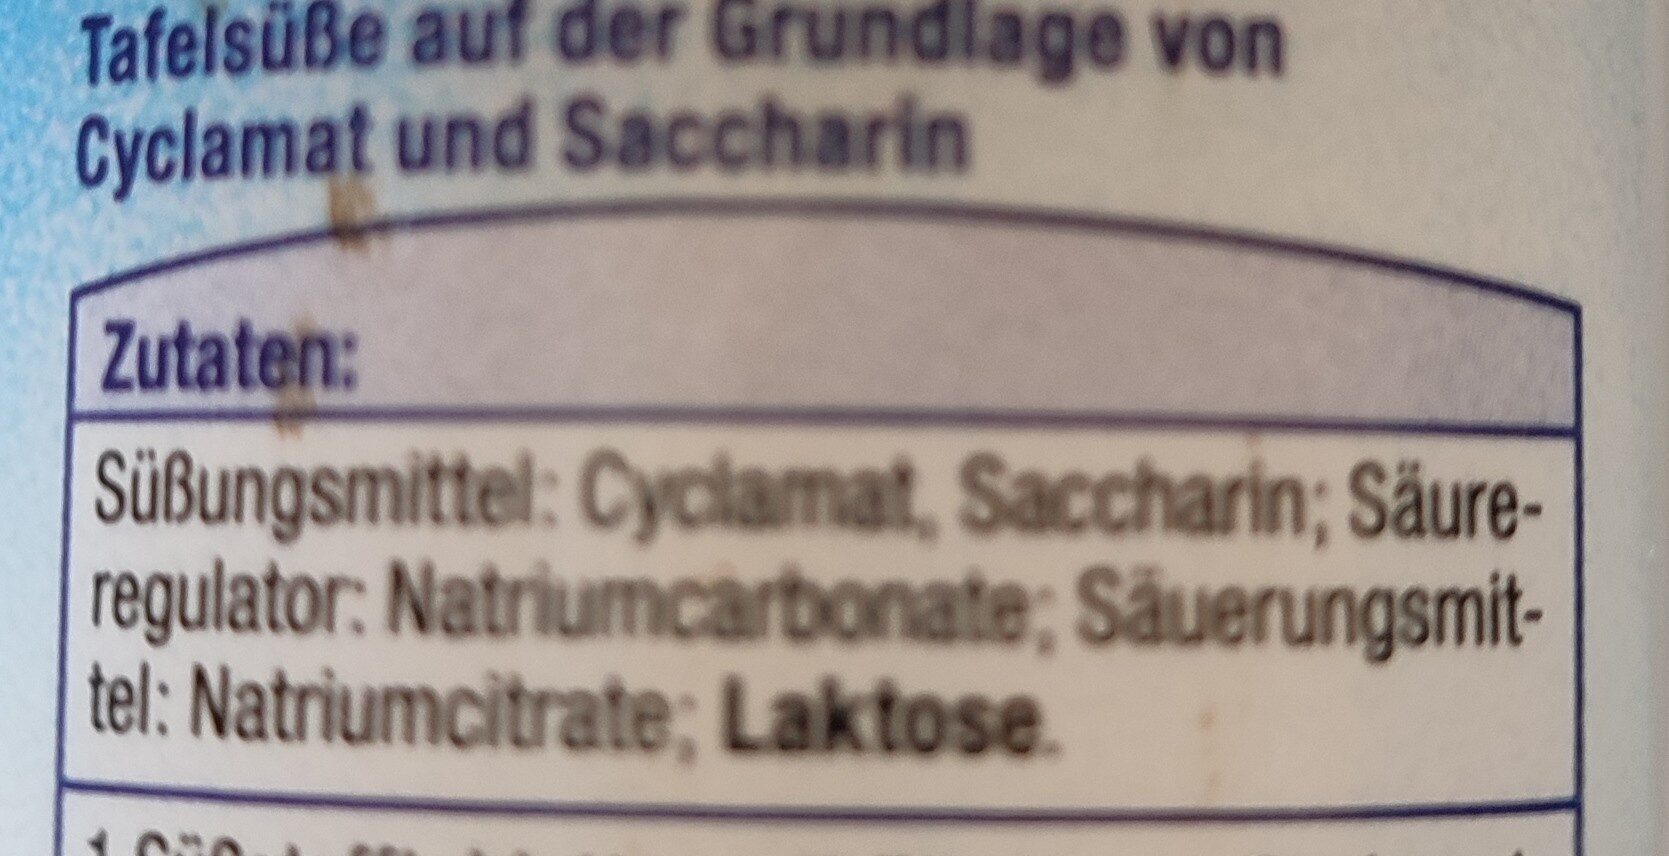 Tafelsüße auf der Grundlage von
Cyclamat und Saccharin
Zutaten:
Süßungsmittel: Cyclamat, Saccharin; Säure-
regulator: Natriumcarbonate; Säuerungsmit-
tel: Natriumcitrate; Laktose.